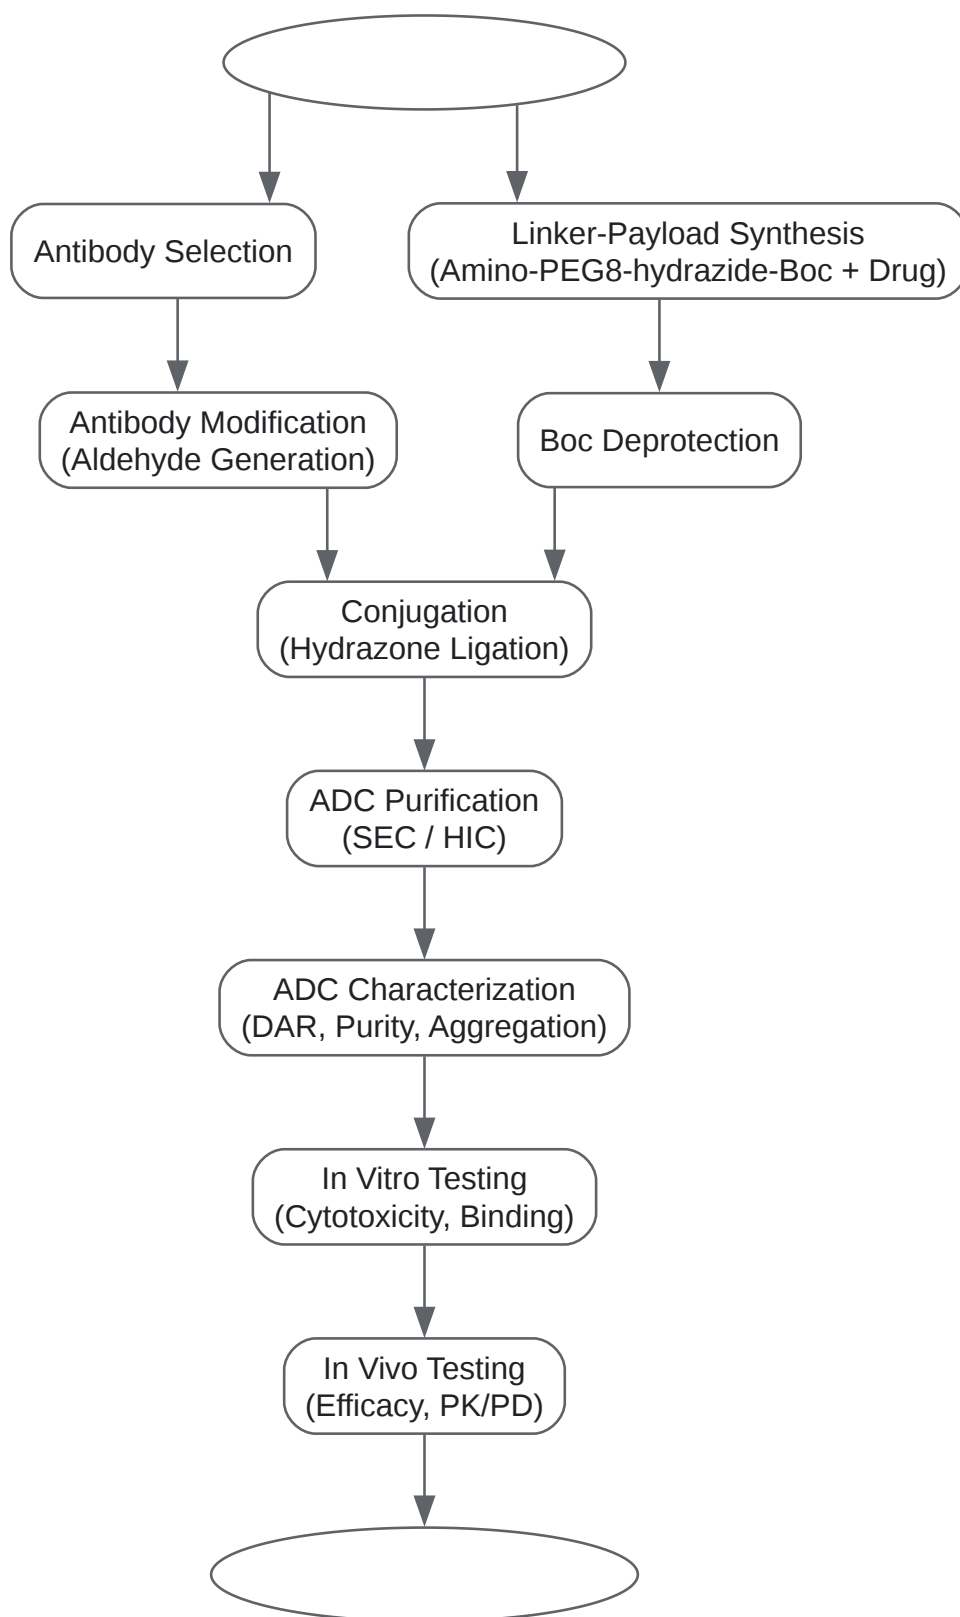 Antibody Selection
Linker-Payload Synthesis
(Amino-PEG8-hydrazide-Boc + Drug)
Antibody Modification
(Aldehyde Generation)
Boc Deprotection
Conjugation
(Hydrazone Ligation)
ADC Purification
(SEC / HIC)
ADC Characterization
(DAR, Purity, Aggregation)
In Vitro Testing
(Cytotoxicity, Binding)
In Vivo Testing
(Efficacy, PK/PD)